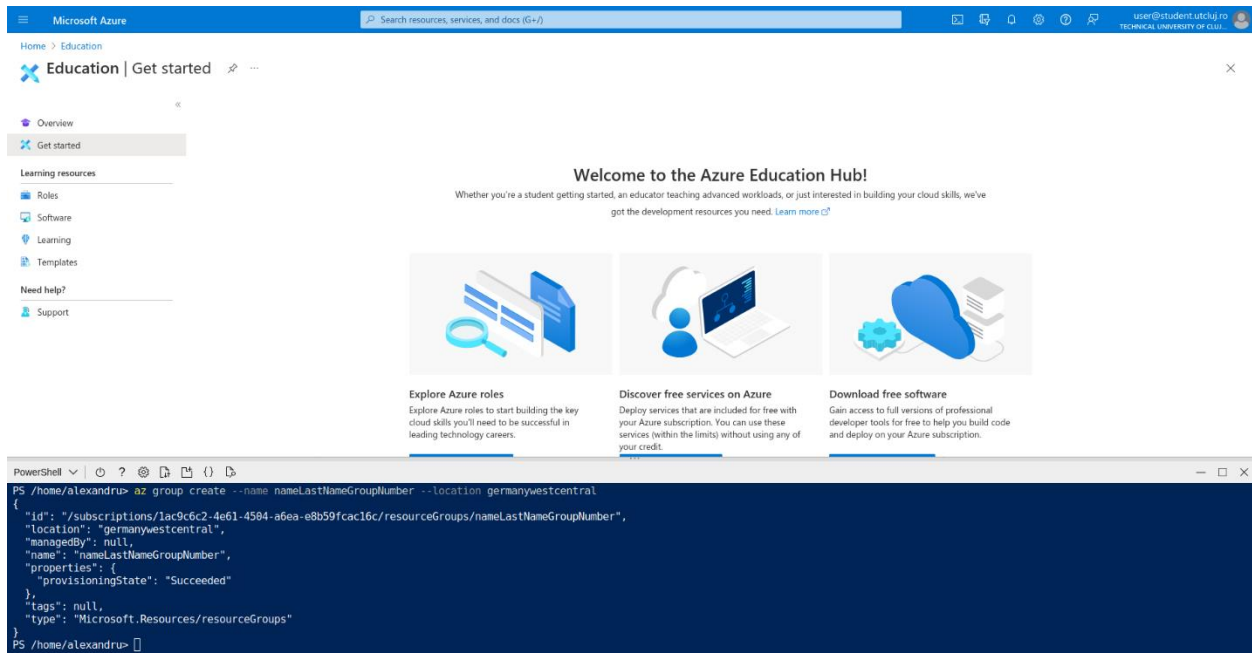 Microsoft Azure
Search resources, services, and docs (G+/)
user@student.utcluj.ro
TECHNICAL UNIVERSITY OF CLUJ...
Home > Education
Education | Get started
Overview
Get started
Learning resources
Roles
Software
Learning
Templates
Need help?
Support
Welcome to the Azure Education Hub!
Whether you're a student getting started, an educator teaching advanced workloads, or just interested in building your cloud skills, we've
got the development resources you need. Learn more
Explore Azure roles
Explore Azure roles to start building the key
cloud skills you'll need to be successful in
leading technology careers.
Discover free services on Azure
Deploy services that are included for free with
your Azure subscription. You can use these
services (within the limits) without using any of
your credit.
Download free software
Gain access to full versions of professional
developer tools for free to help you build code
and deploy on your Azure subscription.
PowerShell
PS /home/alexandru> az group create --name nameLastNameGroupNumber --location germanywestcentral
{
"id": "/subscriptions/1ac9c6c2-4e61-4504-a6ea-e8b59fcac16c/resourceGroups/nameLastNameGroupNumber",
"location": "germanywestcentral",
"managedBy": null,
"name": "nameLastNameGroupNumber",
"properties": {
"provisioningState": "Succeeded"
},
"tags": null,
"type": "Microsoft.Resources/resourceGroups"
}
PS /home/alexandru>